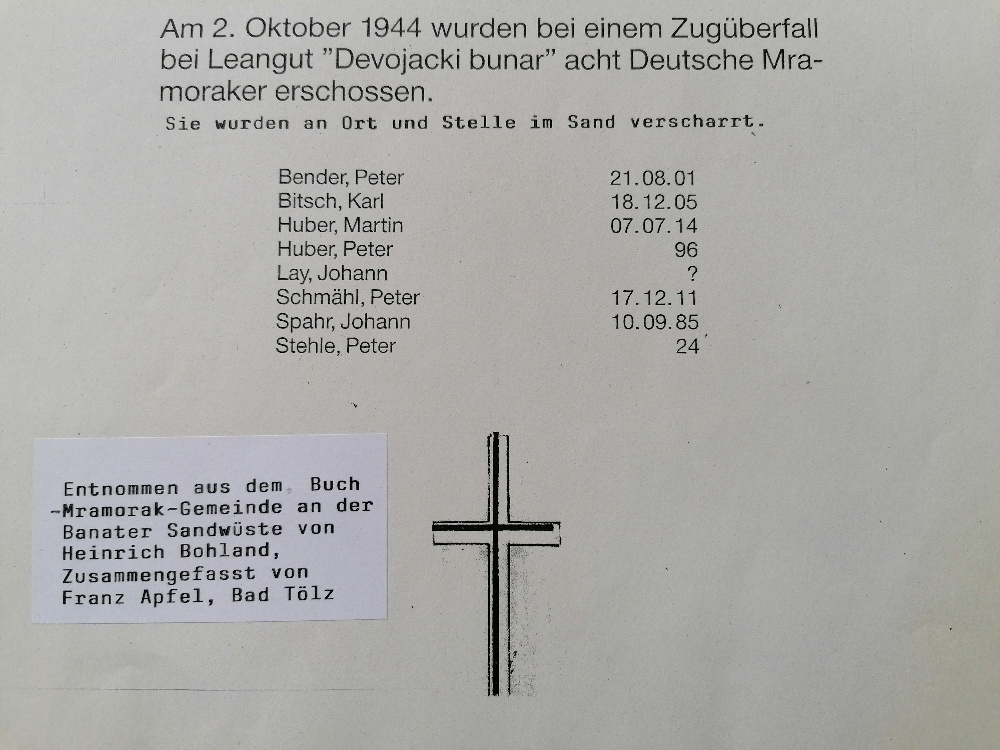 Am 2. Oktober 1944 wurden bei einem Zugüberfall
bei Leangut ”Devojacki bunar” acht Deutsche Mra-
moraker erschossen.
Sie wurden an Ort und Stelle im Sand verscharrt.
Bender, Peter 21.08.01
Bitsch, Karl 18.12.05
Huber, Martin 07.07.14
Huber, Peter 96
Lay, Johann ?
Schmähl, Peter 17.12.11
Spahr, Johann 10.09.85
Stehle, Peter 24
Entnommen aus dem Buch
-Mramorak-Gemeinde an der
Banater Sandwüste von
Heinrich Bohland,
Zusammengefasst von
Franz Apfel, Bad Tölz